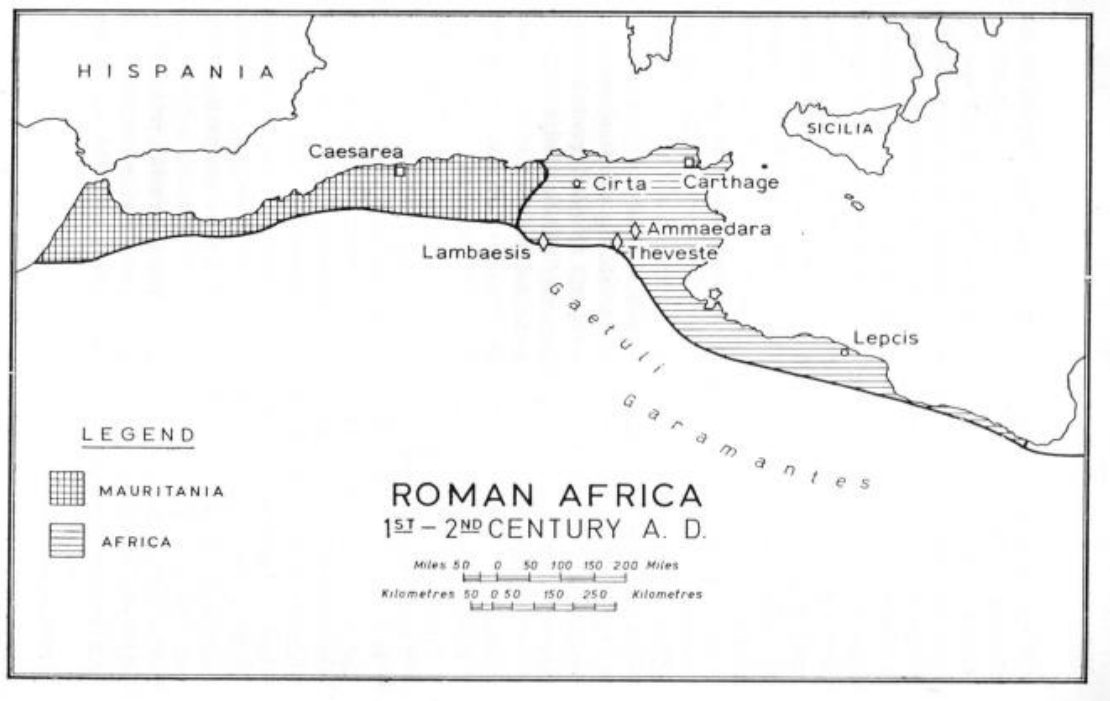 HISPANIA
SICILIA
Caesarea
Cirta
Carthage
Ammaedara
Lambaesis
Theveste
Gaetuli
Lepcis
Garamantes
LEGEND
MAURITANIA
AFRICA
ROMAN AFRICA
1ST – 2ND CENTURY A. D.
Miles 50 0 50 100 150 200 Miles
Kilometres 50 0 50 150 250 Kilometres